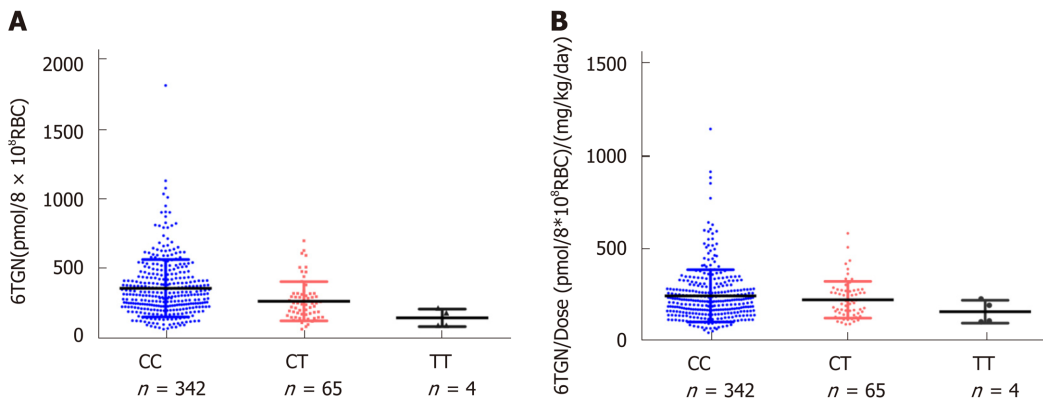 A
6TGN(pmol/8 × 10⁸RBC)
2000
1500
1000
500
0
CC
CT
TT
n = 342
n = 65
n = 4
B
6TGN/Dose (pmol/8*10⁸RBC)/(mg/kg/day)
1500
1000
500
0
CC
CT
TT
n = 342
n = 65
n = 4